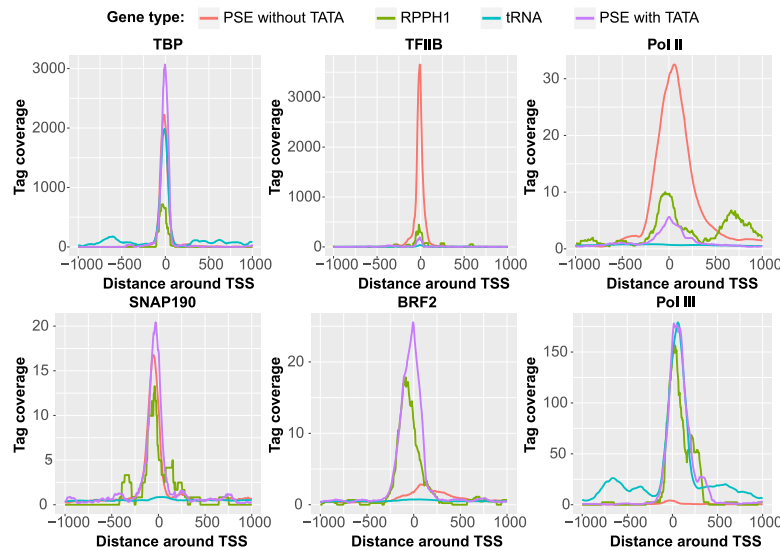 Gene type: PSE without TATA RPPH1 tRNA PSE with TATA
TBP TFIIB Pol II
Tag coverage
3000
2000
1000
0
−1000 −500 0 500 1000
Distance around TSS
Tag coverage
3000
2000
1000
0
−1000 −500 0 500 1000
Distance around TSS
Tag coverage
30
20
10
0
−1000 −500 0 500 1000
Distance around TSS
SNAP190 BRF2 Pol III
Tag coverage
20
15
10
5
0
−1000 −500 0 500 1000
Distance around TSS
Tag coverage
20
10
0
−1000 −500 0 500 1000
Distance around TSS
Tag coverage
150
100
50
0
−1000 −500 0 500 1000
Distance around TSS